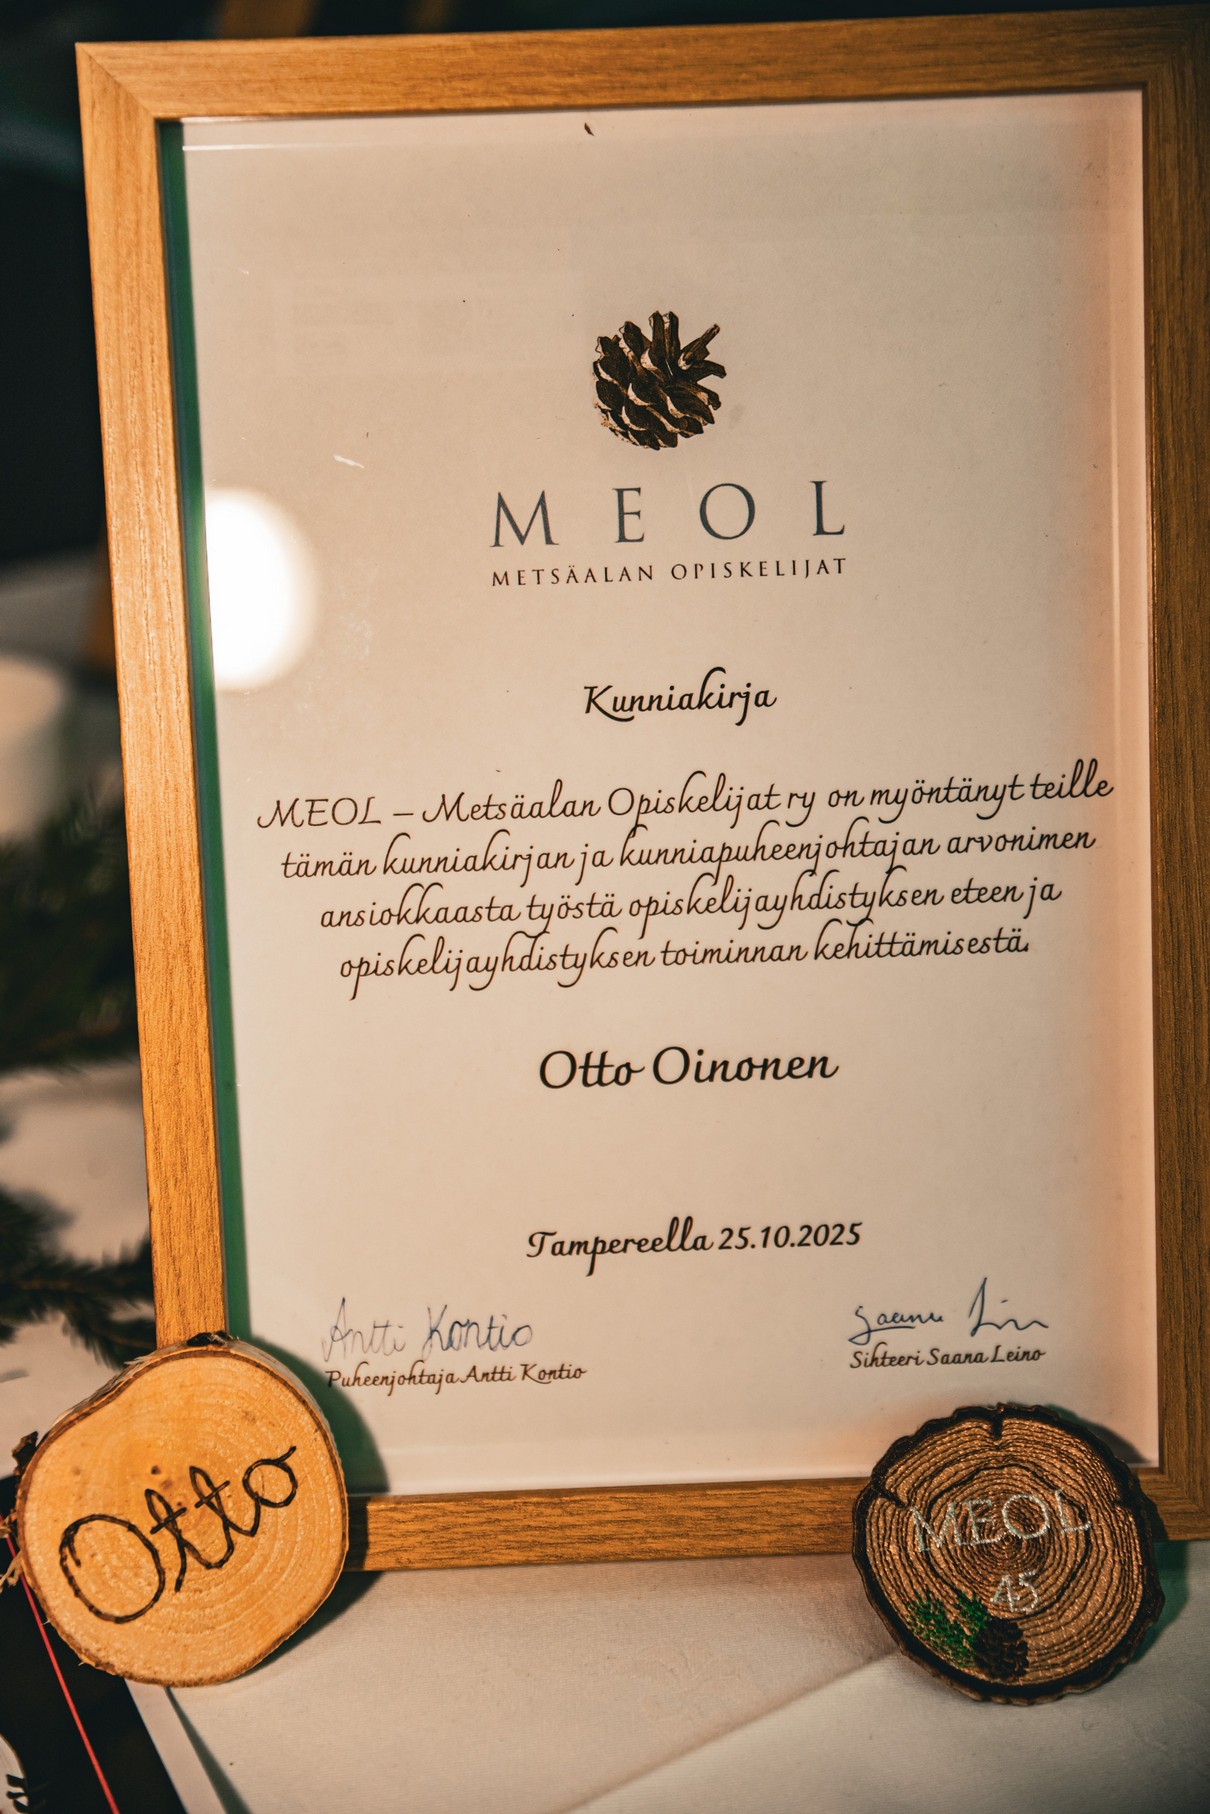 MEOL
METSÄALAN OPISKELIJAT
Kunniakirja
MEOL – Metsäalan Opiskelijat ry on myöntänyt teille
tämän kunniakirjan ja kunniapuheenjohtajan arvonimen
ansiokkaasta työstä opiskelijayhdistyksen eteen ja
opiskelijayhdistyksen toiminnan kehittämisestä.
Otto Oinonen
Tampereella 25.10.2025
Antti Kontio
Puheenjohtaja Antti Kontio
Saana
Sihteeri Saana Leino
Otto
MEOL
45